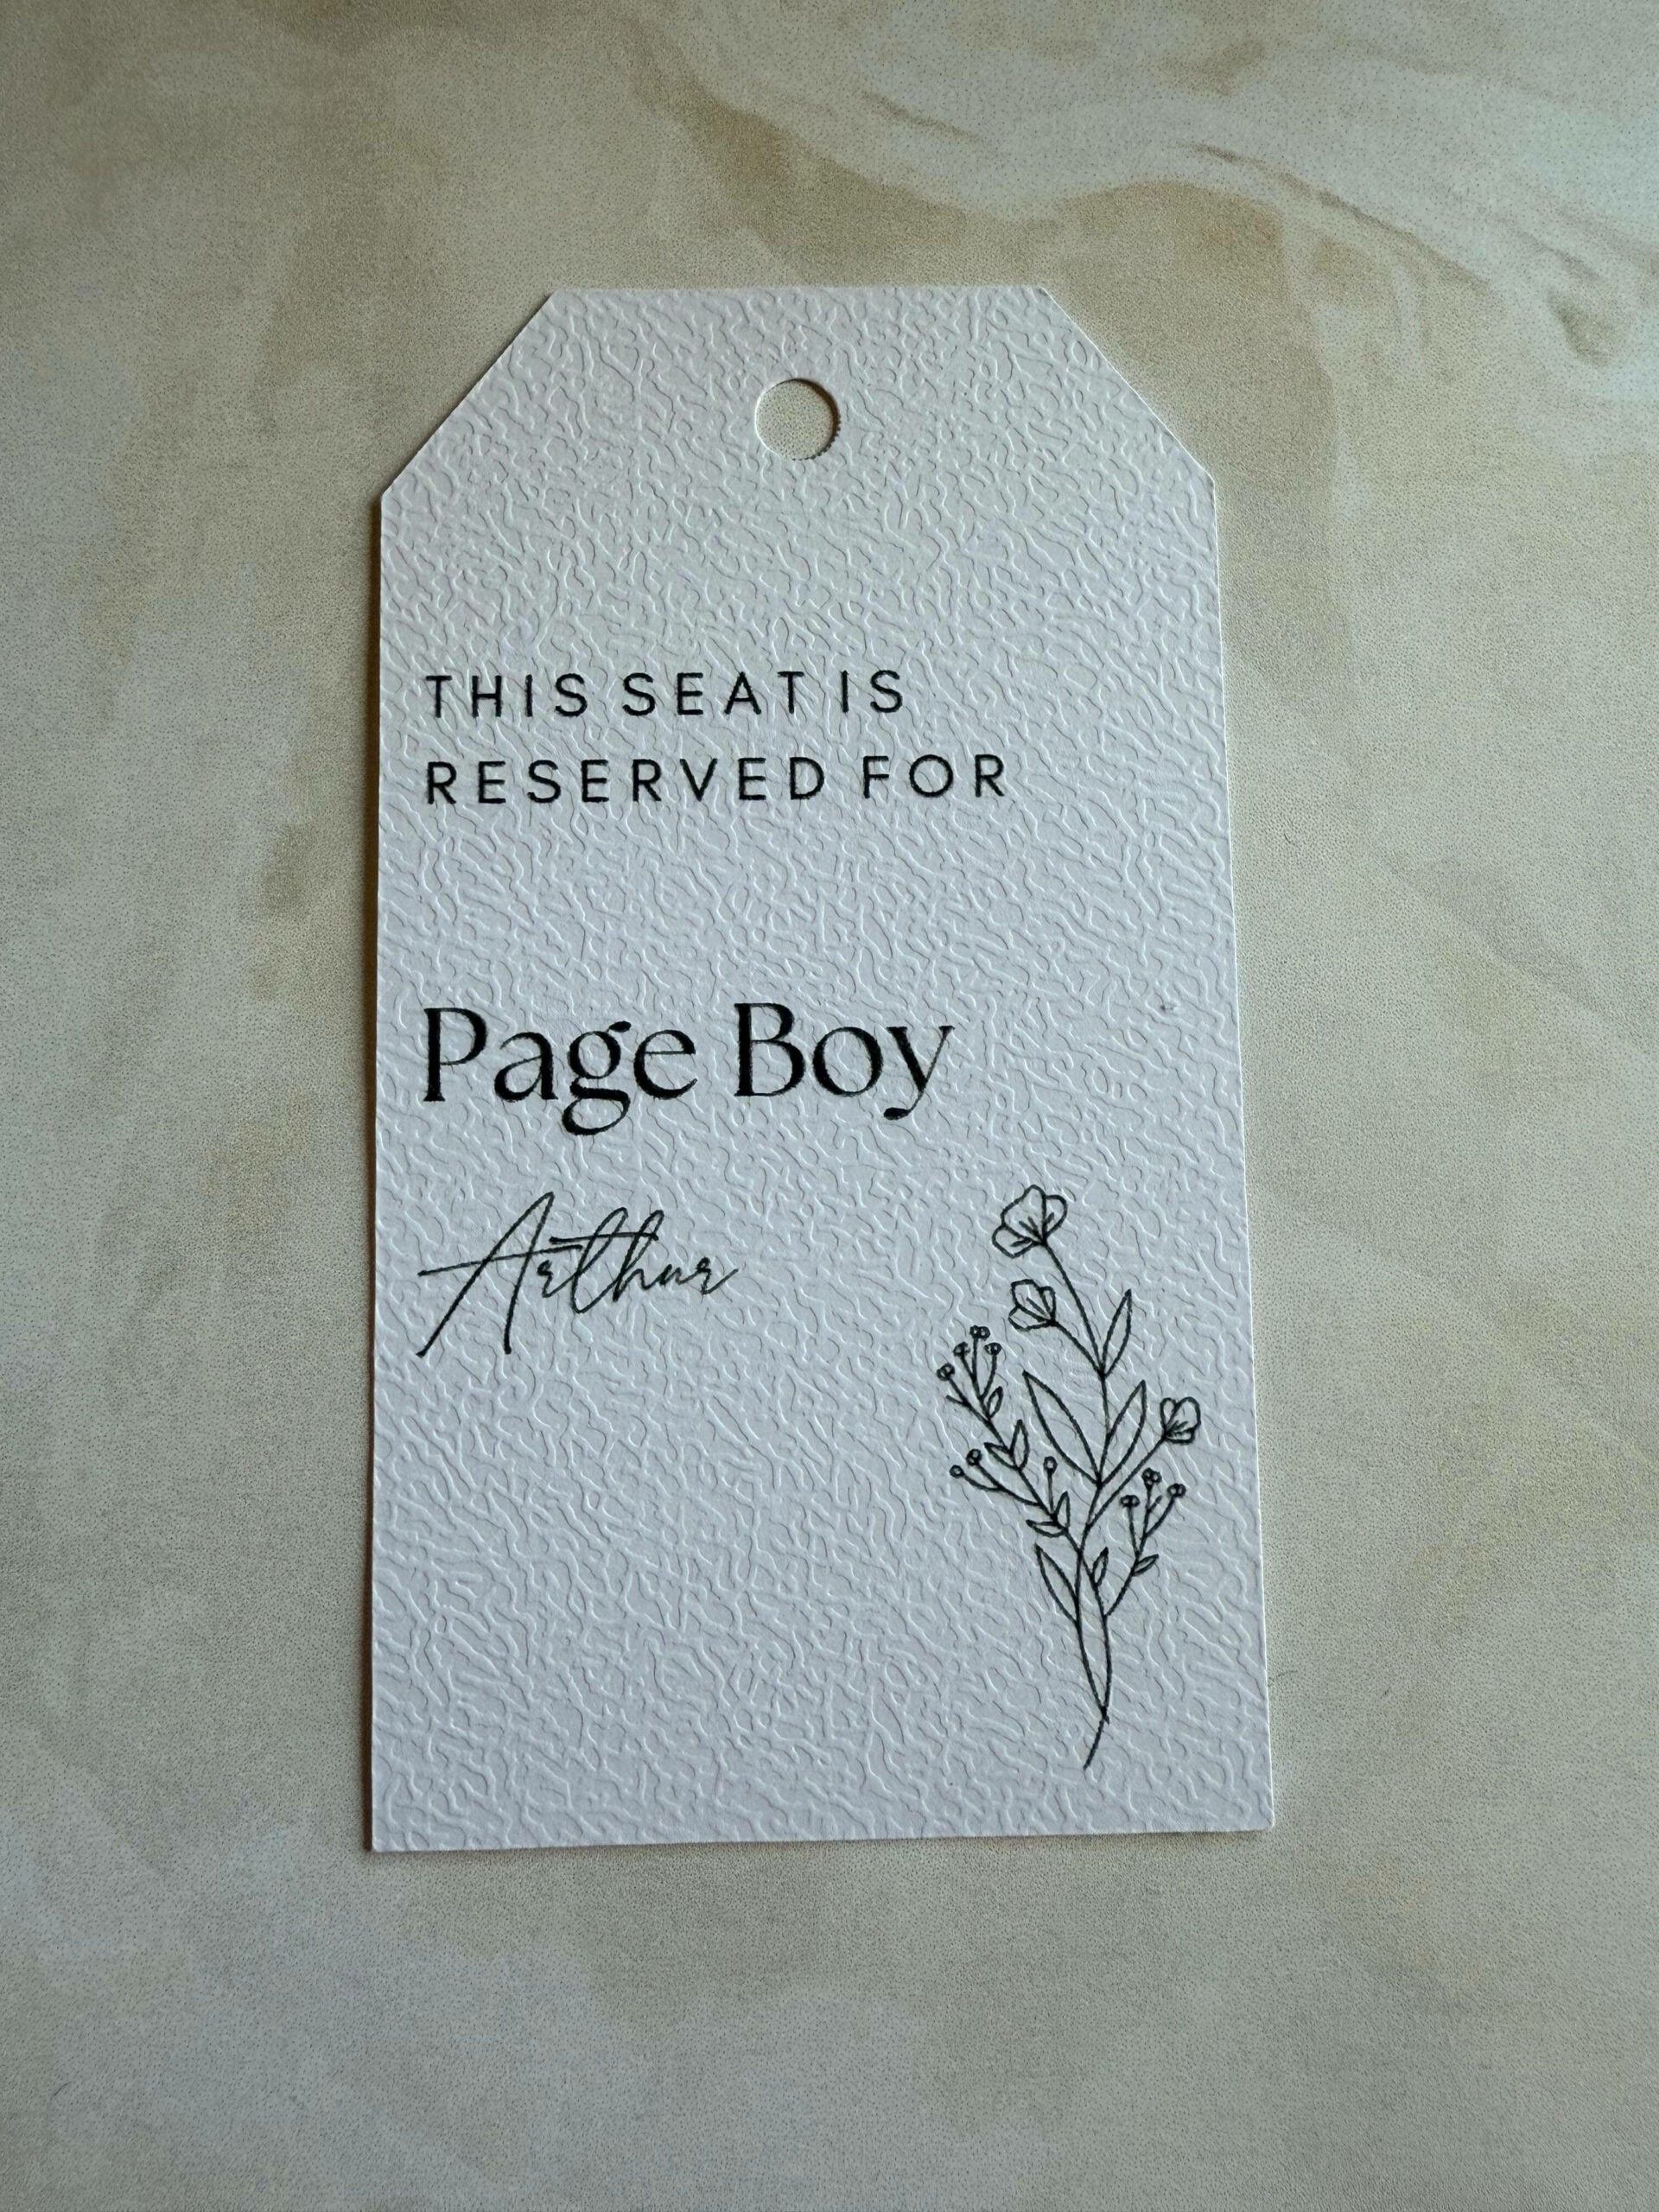 THIS SEAT IS
RESERVED FOR
Page Boy
Arthur